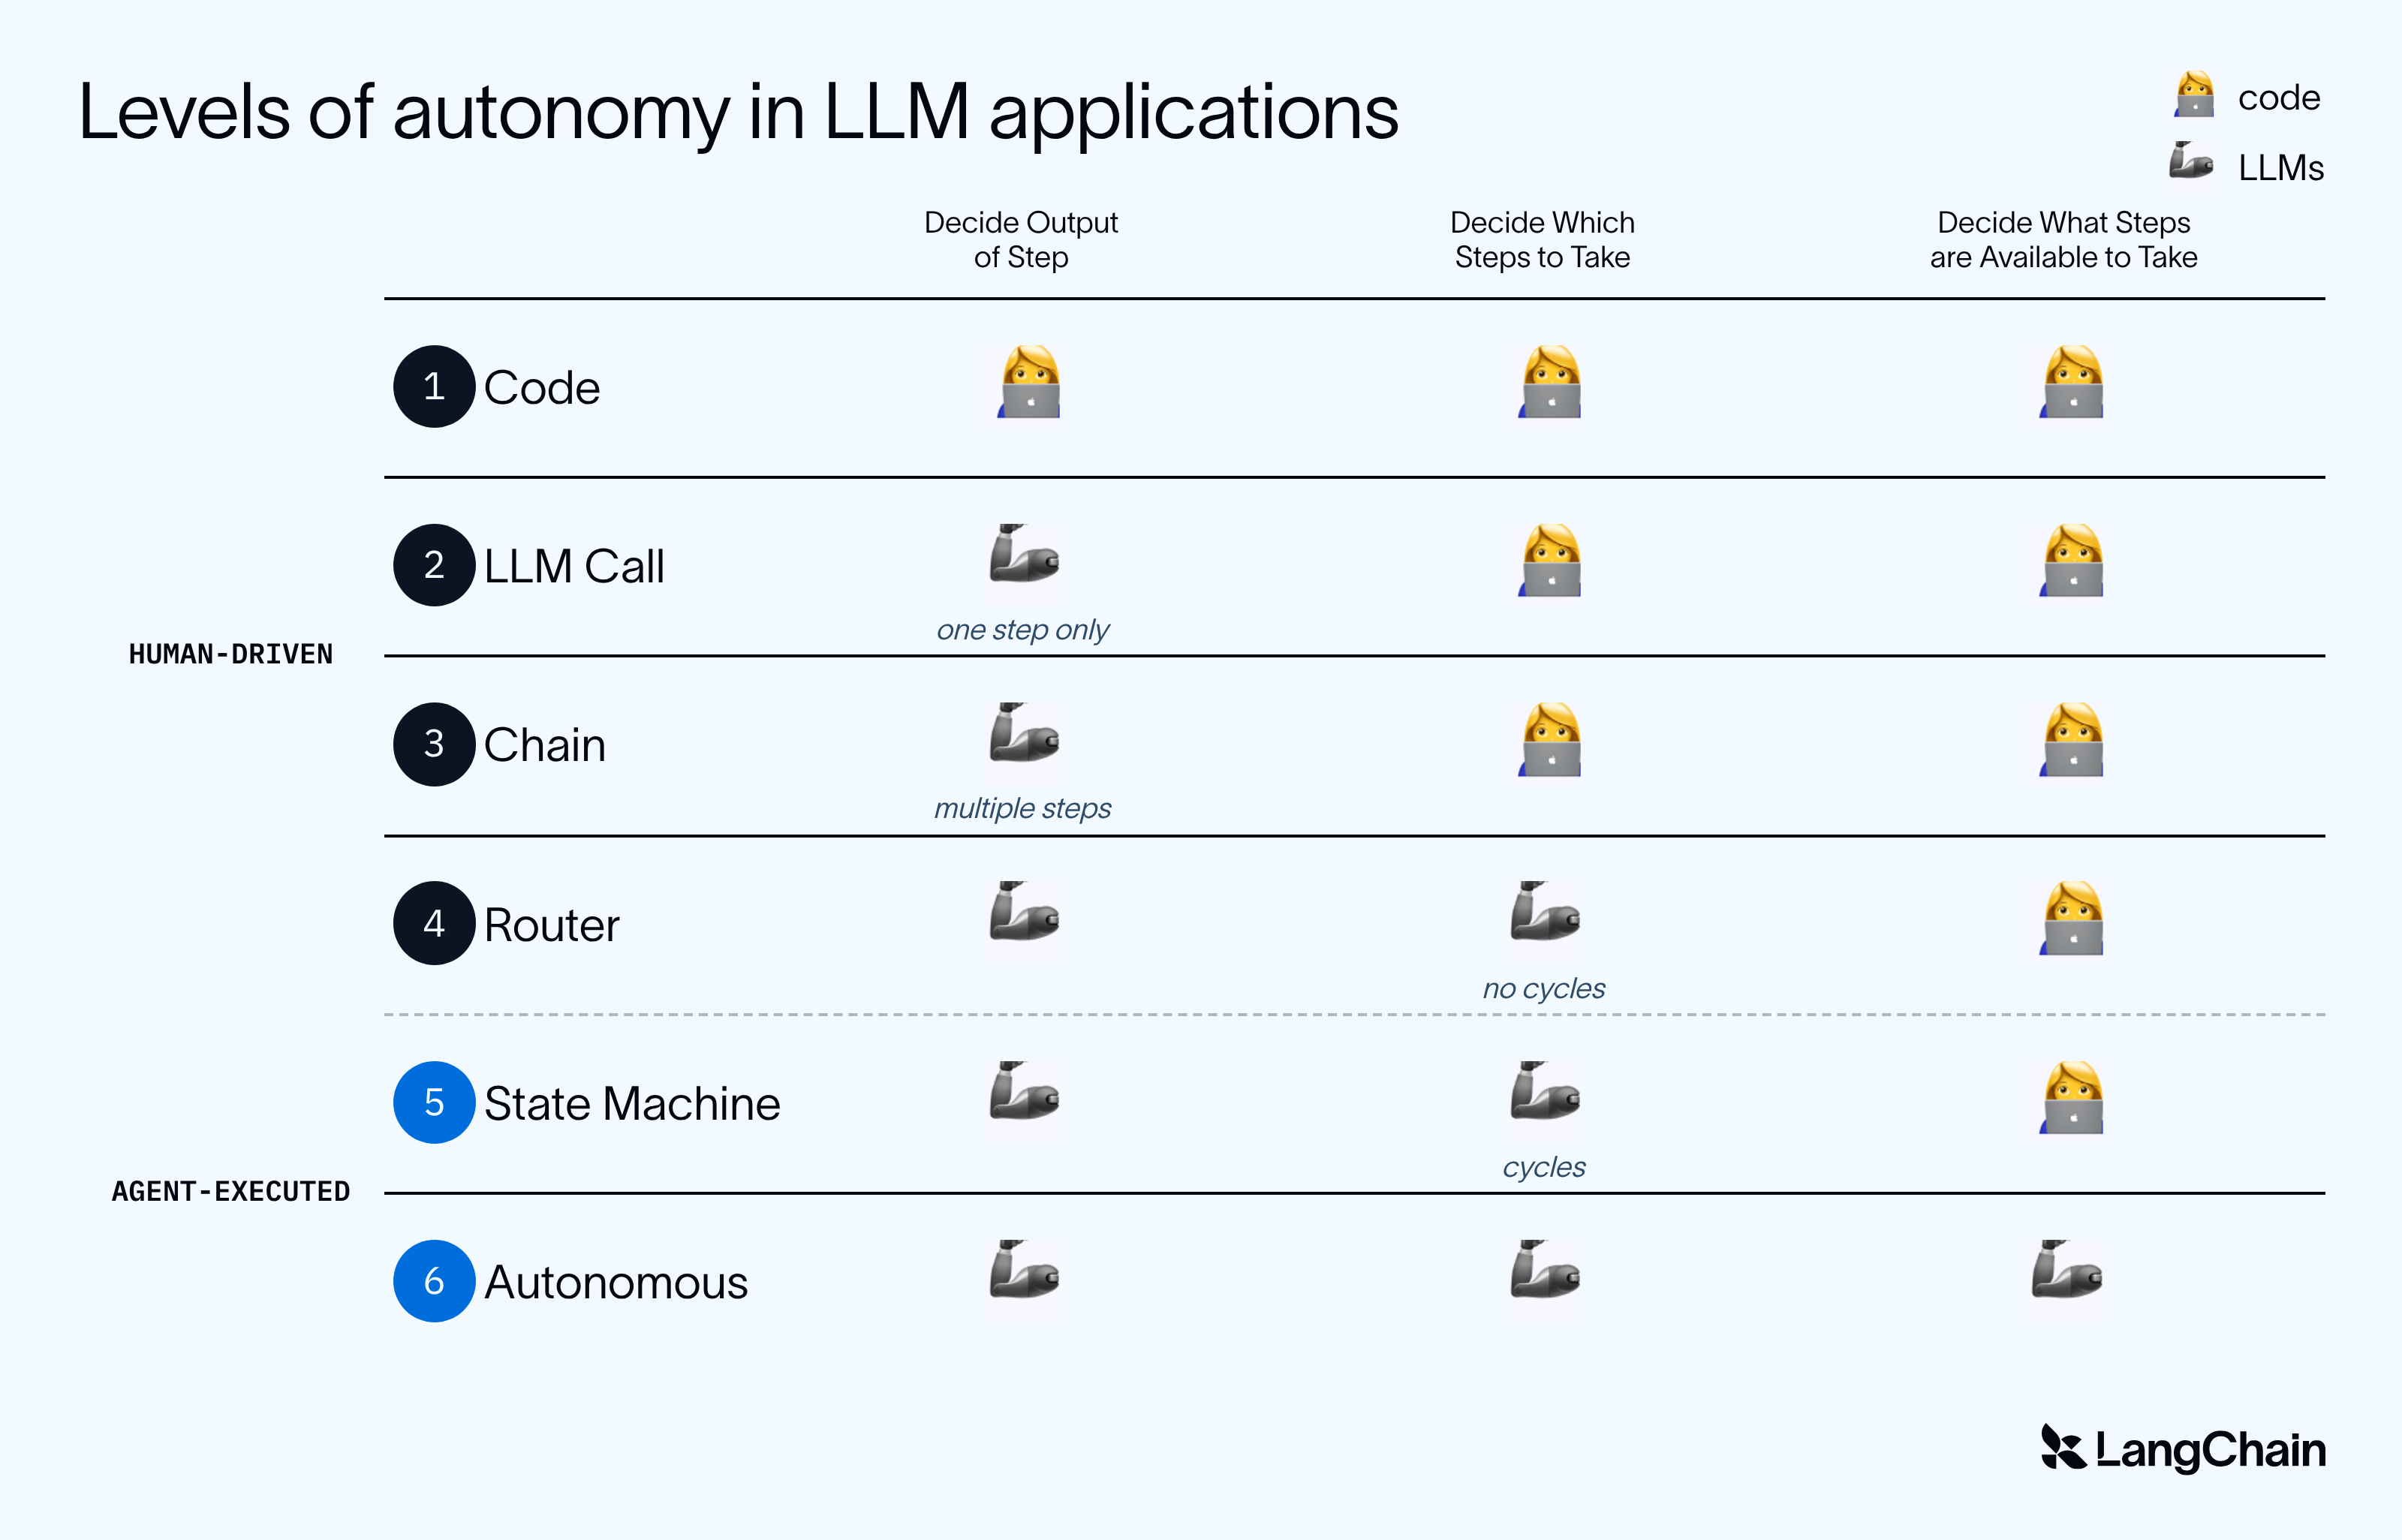 Levels of autonomy in LLM applications
code
LLMs
Decide Output
of Step
Decide Which
Steps to Take
Decide What Steps
are Available to Take
1 Code
2 LLM Call
one step only
HUMAN-DRIVEN
3 Chain
multiple steps
4 Router
no cycles
5 State Machine
cycles
AGENT-EXECUTED
6 Autonomous
LangChain